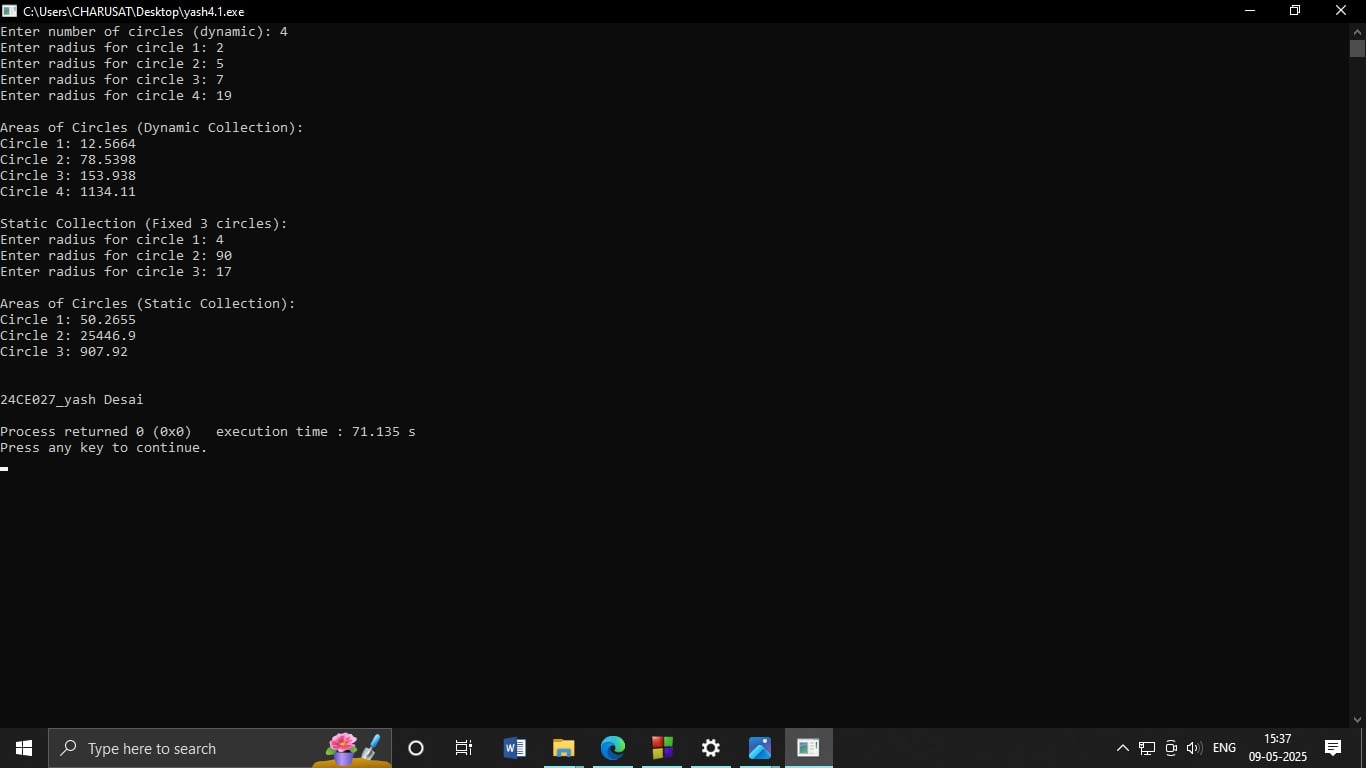 C:\Users\CHARUSAT\Desktop\yash4.1.exe
Enter number of circles (dynamic): 4
Enter radius for circle 1: 2
Enter radius for circle 2: 5
Enter radius for circle 3: 7
Enter radius for circle 4: 19
Areas of Circles (Dynamic Collection):
Circle 1: 12.5664
Circle 2: 78.5398
Circle 3: 153.938
Circle 4: 1134.11
Static Collection (Fixed 3 circles):
Enter radius for circle 1: 4
Enter radius for circle 2: 90
Enter radius for circle 3: 17
Areas of Circles (Static Collection):
Circle 1: 50.2655
Circle 2: 25446.9
Circle 3: 907.92
24CE027_yash Desai
Process returned 0 (0x0)   execution time : 71.135 s
Press any key to continue.
Type here to search
W
ENG
15:37
09-05-2025